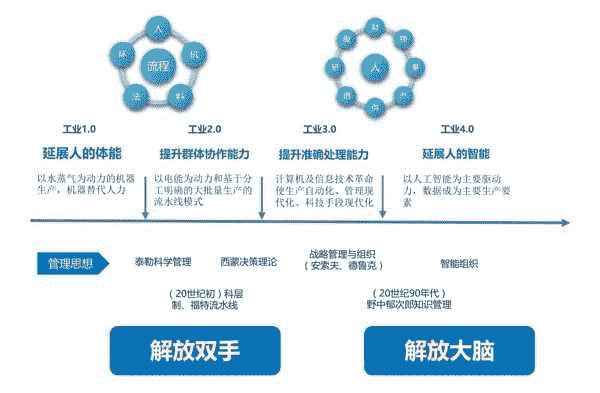 人
环
机
流程
法
料
财
物
人
工业1.0
工业2.0
工业3.0
工业4.0
延展人的体能
提升群体协作能力
提升准确处理能力
延展人的智能
以水蒸气为动力的机器
生产，机器替代人力
以电能为动力和基于分
工明确的大批量生产的
流水线模式
计算机及信息技术革命
使生产自动化、管理现
代化、科技手段现代化
以人工智能为主要驱动
力，数据成为主要生产要
素
管理思想
泰勒科学管理
西蒙决策理论
战略管理与组织
（安索夫、德鲁克）
智能组织
（20世纪初）科层
制、福特流水线
（20世纪90年代）
野中郁次郎知识管理
解放双手
解放大脑